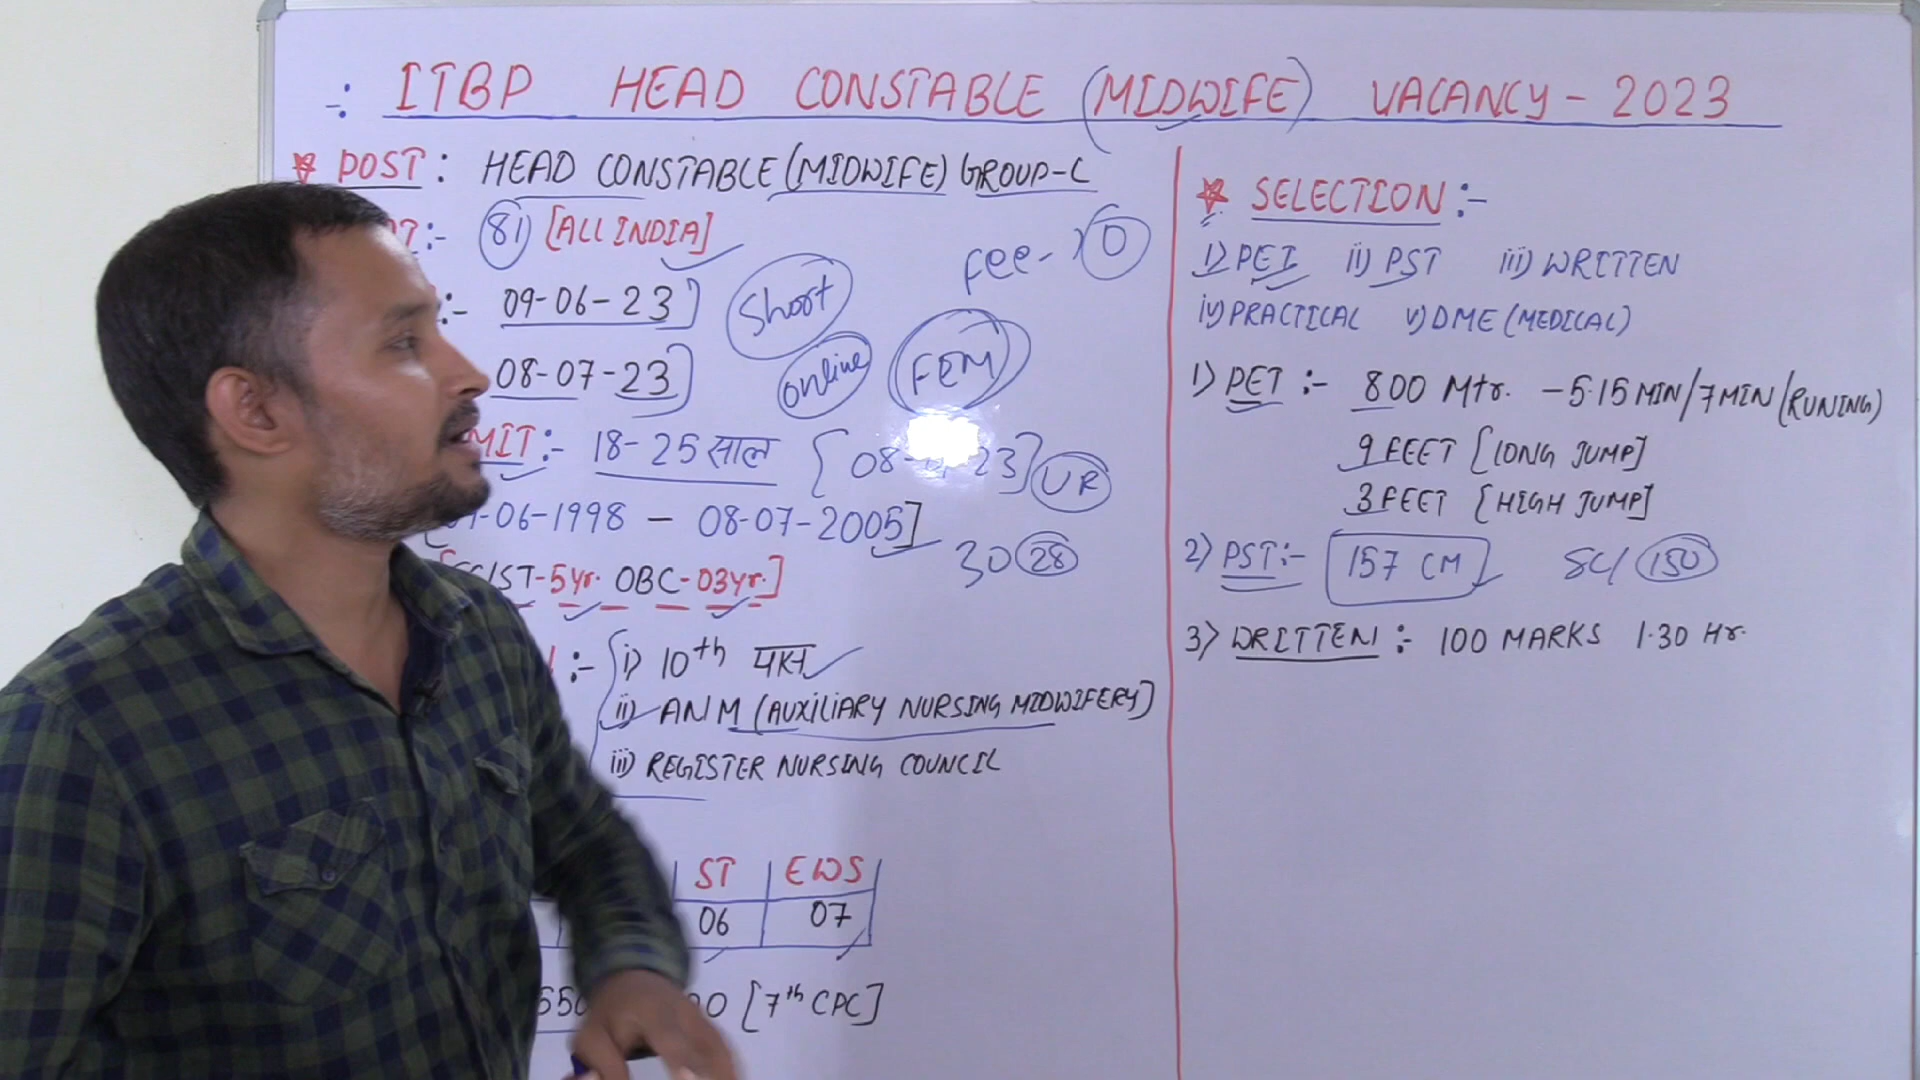 ITBP HEAD CONSTABLE (MIDWIFE) VACANCY - 2023
POST : HEAD CONSTABLE (MIDWIFE) GROUP-C
:- 81 [ALL INDIA]
fee- 0
:- 09-06-23]
Short
08-07-23]
online
FEM
MIT:- 18-25 साल [08 23] UR
-06-1998 - 08-07-2005]
30 28
[SC/ST-5yr. OBC-03yr.]
:- i) 10th पास
ii) ANM (AUXILIARY NURSING MIDWIFERY)
iii) REGISTER NURSING COUNCIL
ST EWS
06 07
[7th CPC]
SELECTION :-
i) PET ii) PST iii) WRITTEN
iv) PRACTICAL v) DME (MEDICAL)
1) PET :- 800 Mtr. - 5.15 MIN/7 MIN (RUNING)
9 FEET [LONG JUMP]
3 FEET [HIGH JUMP]
2) PST:- 157 CM SC/ 150
3) WRITTEN :- 100 MARKS 1.30 Hr.